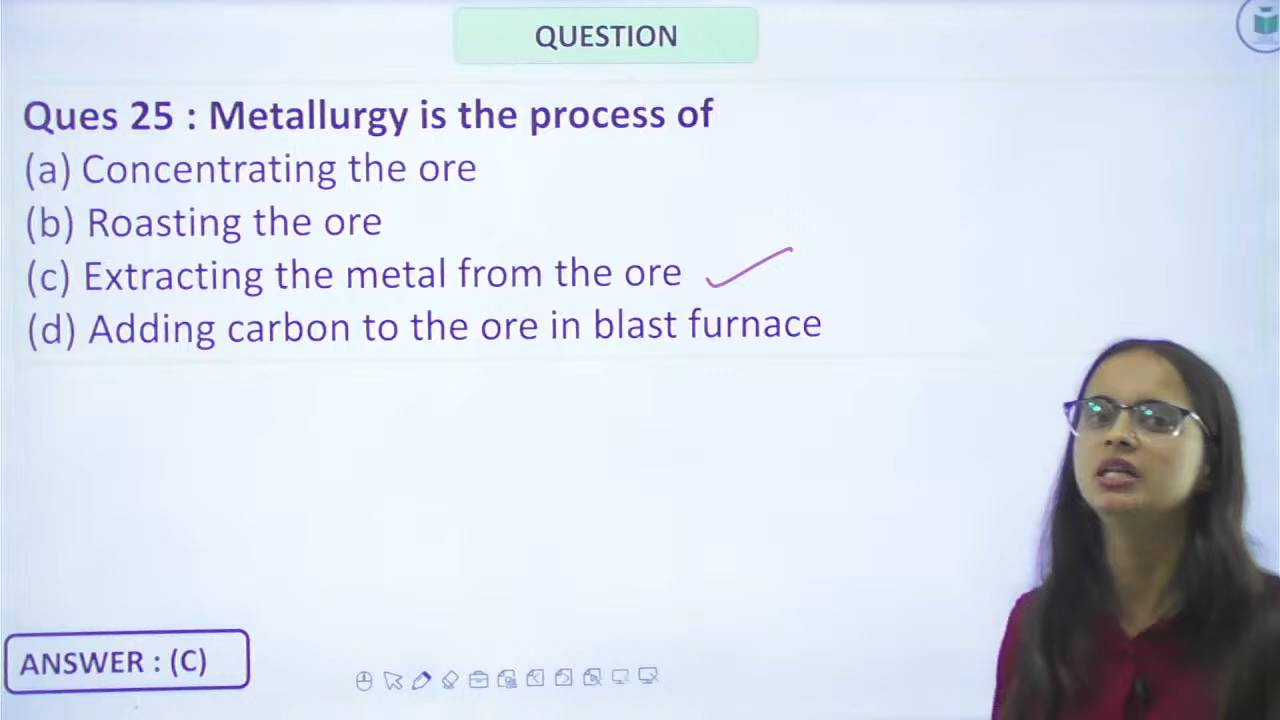 QUESTION
Ques 25 : Metallurgy is the process of
(a) Concentrating the ore
(b) Roasting the ore
(c) Extracting the metal from the ore
(d) Adding carbon to the ore in blast furnace
ANSWER : (C)